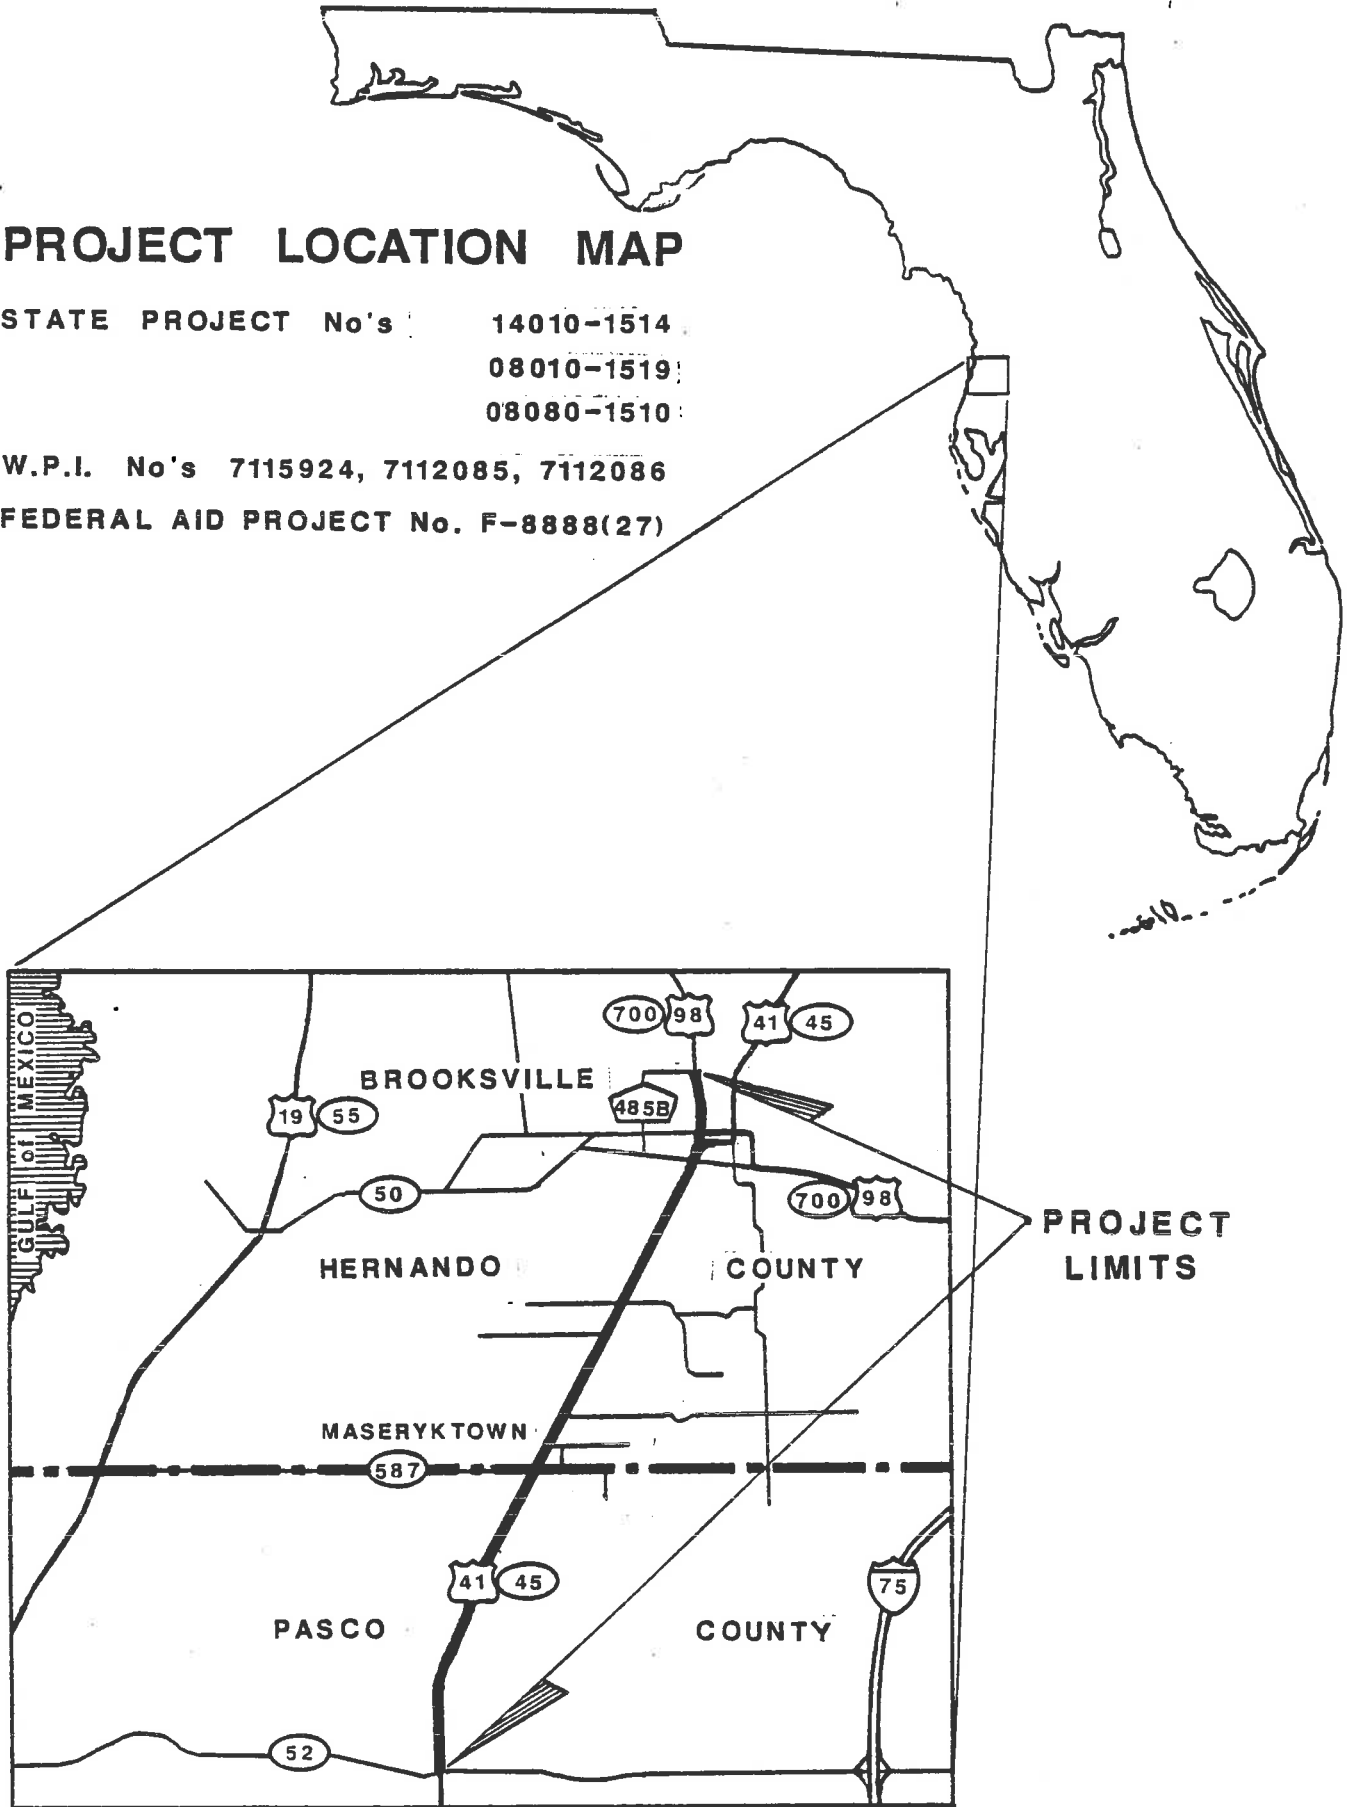 PROJECT LOCATION MAP
STATE PROJECT No's 14010-1514
08010-1519
08080-1510
W.P.I. No's 7115924, 7112085, 7112086
FEDERAL AID PROJECT No. F-8888(27)
GULF of MEXICO
700 98 41 45
BROOKSVILLE
485B
19 55
50
700 98
PROJECT
LIMITS
HERNANDO COUNTY
MASERYKTOWN
587
41 45
75
PASCO COUNTY
52